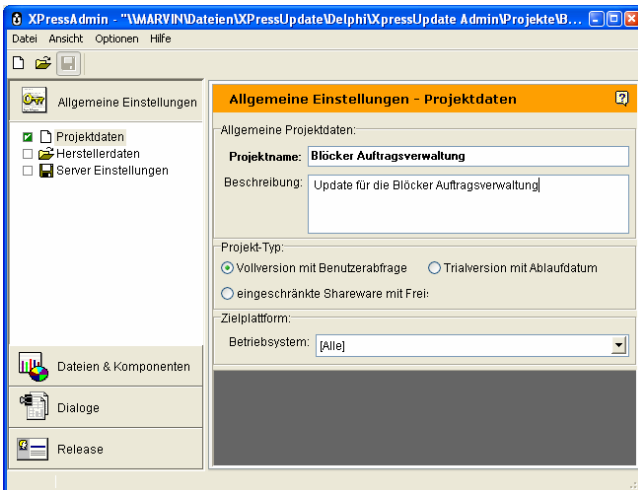 XPressAdmin - "\\MARVIN\Dateien\XPressUpdate\Delphi\XpressUpdate Admin\Projekte\B...
Datei Ansicht Optionen Hilfe
Allgemeine Einstellungen
Projektdaten
Herstellerdaten
Server Einstellungen
Dateien & Komponenten
Dialoge
Release
Allgemeine Einstellungen - Projektdaten
Allgemeine Projektdaten:
Projektname: Blöcker Auftragsverwaltung
Beschreibung: Update für die Blöcker Auftragsverwaltung
Projekt-Typ:
Vollversion mit Benutzerabfrage Trialversion mit Ablaufdatum
eingeschränkte Shareware mit Frei
Zielplattform:
Betriebsystem: [Alle]